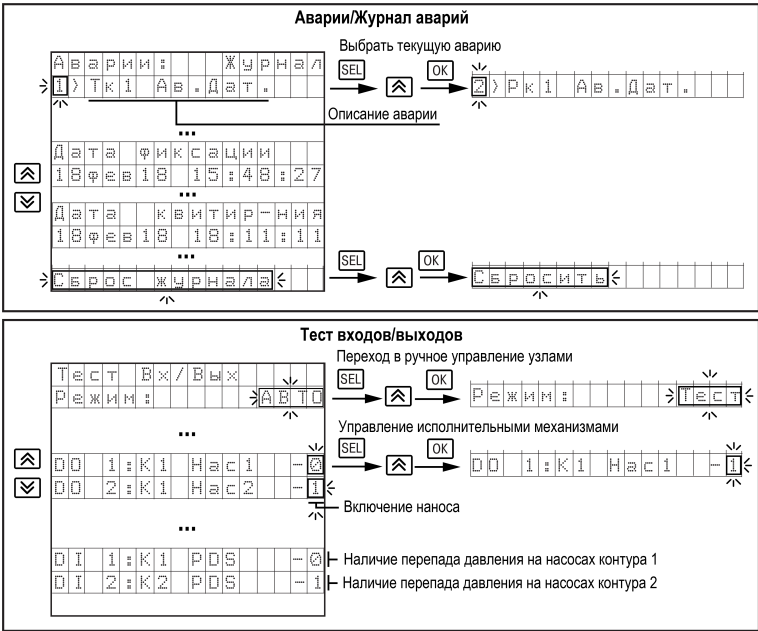 Аварии/Журнал аварий
Выбрать текущую аварию
Аварии: Журнал
SEL OK
1>Тк1 Ав.Дат. 2>Рк1 Ав.Дат.
Описание аварии
...
Дата фиксации
18фев18 15:48:27
...
Дата квитир-ния
18фев18 18:11:11
...
SEL OK
Сброс журнала Сбросить
Тест входов/выходов
Переход в ручное управление узлами
Тест Вх/Вых
SEL OK
Режим: АВТО Режим: Тест
...
Управление исполнительными механизмами
SEL OK
DO 1:К1 Нас1 -0 DO 1:К1 Нас1 -1
DO 2:К1 Нас2 -1
Включение наноса
...
DI 1:К1 PDS -0 Наличие перепада давления на насосах контура 1
DI 2:К2 PDS -1 Наличие перепада давления на насосах контура 2